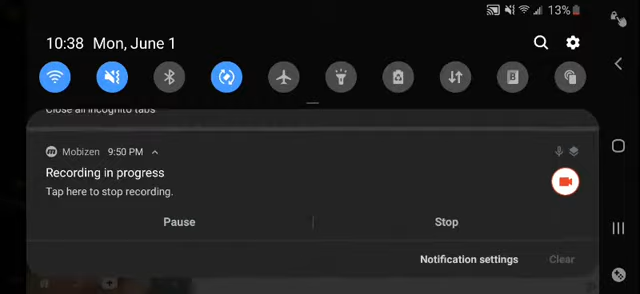 13%
10:38 Mon, June 1
Close all incognito tabs
Mobizen 9:50 PM
Recording in progress
Tap here to stop recording.
Pause
Stop
Notification settings
Clear